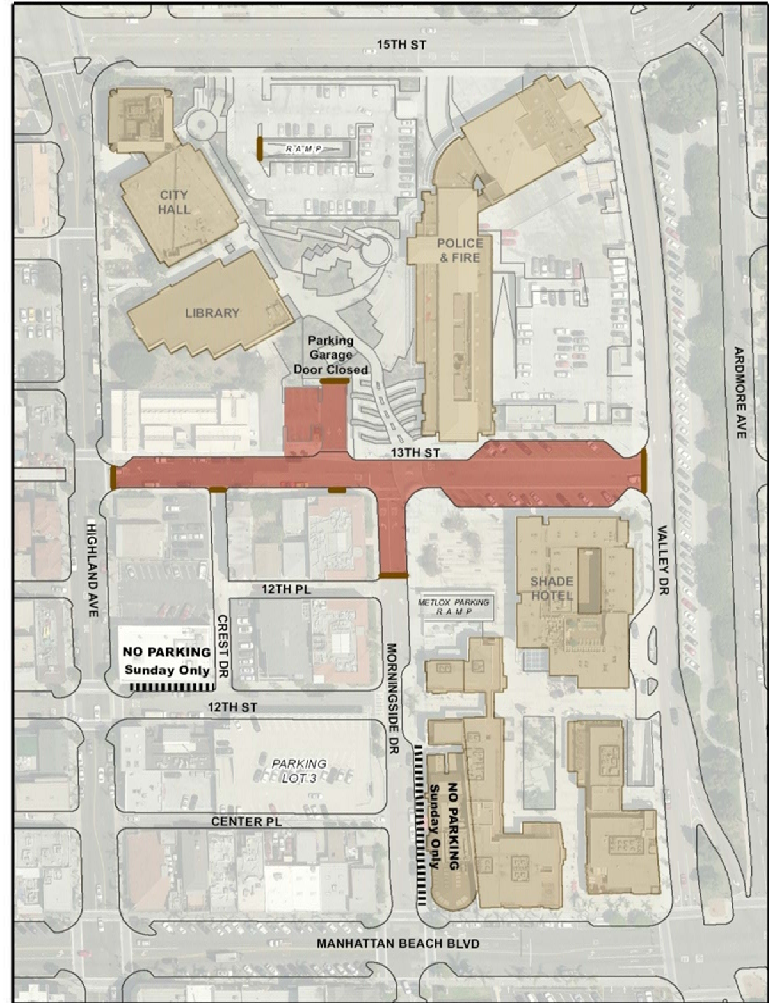 15TH ST
R A M P
CITY
HALL
POLICE
& FIRE
LIBRARY
Parking
Garage
Door Closed
ARDMORE AVE
13TH ST
HIGHLAND AVE
VALLEY DR
SHADE
HOTEL
12TH PL
METLOX PARKING
R A M P
CREST DR
NO PARKING
Sunday Only
MORNINGSIDE DR
12TH ST
PARKING
LOT 3
NO PARKING
Sunday Only
CENTER PL
MANHATTAN BEACH BLVD